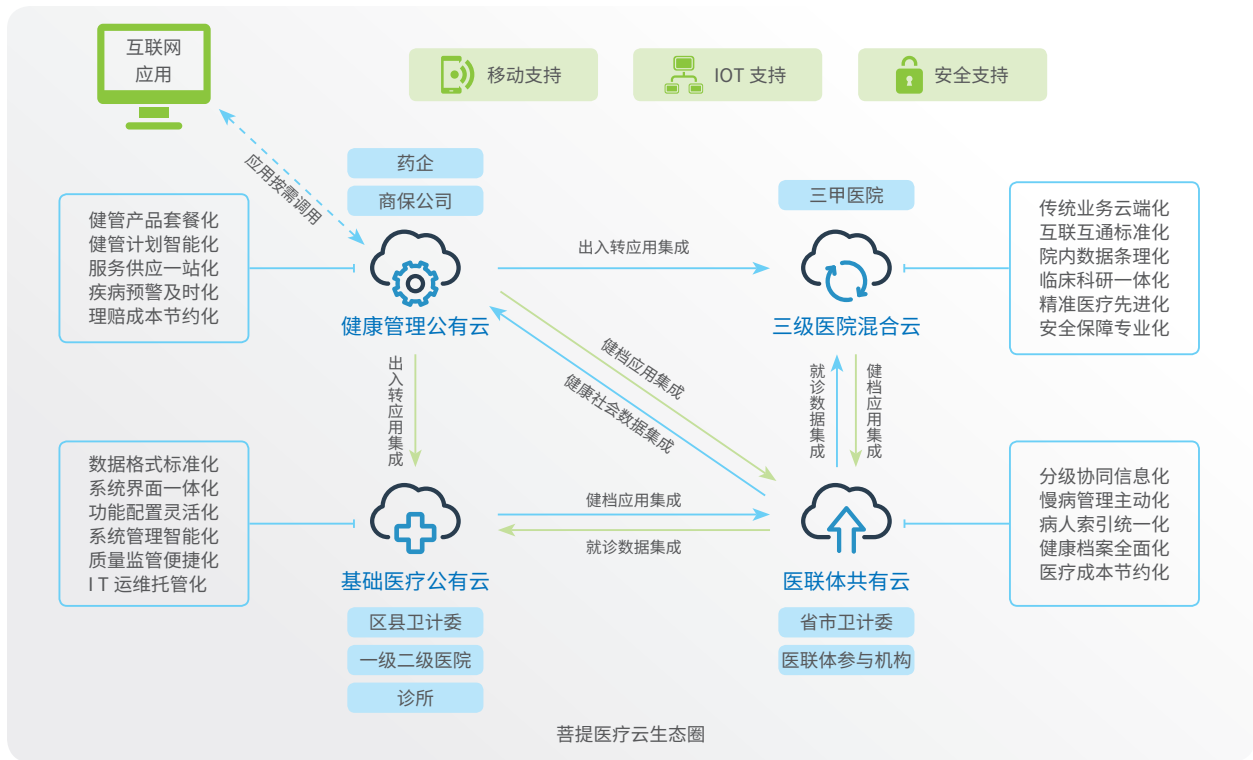 互联网
应用
移动支持
IOT 支持
安全支持
应用按需调用
药企
商保公司
三甲医院
健管产品套餐化
健管计划智能化
服务供应一站化
疾病预警及时化
理赔成本节约化
出入转应用集成
传统业务云端化
互联互通标准化
院内数据条理化
临床科研一体化
精准医疗先进化
安全保障专业化
健康管理公有云
三级医院混合云
出入转应用集成
健档应用集成
健康社会数据集成
就诊数据集成
健档应用集成
数据格式标准化
系统界面一体化
功能配置灵活化
系统管理智能化
质量监管便捷化
I T 运维托管化
健档应用集成
就诊数据集成
分级协同信息化
慢病管理主动化
病人索引统一化
健康档案全面化
医疗成本节约化
基础医疗公有云
医联体共有云
区县卫计委
一级二级医院
诊所
省市卫计委
医联体参与机构
菩提医疗云生态圈